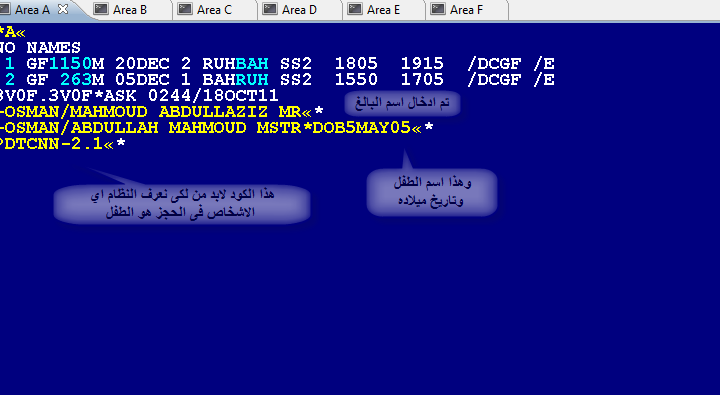 Area A Area B Area C Area D Area E Area F
*A«
NO NAMES
1 GF1150M 20DEC 2 RUHBAH SS2 1805 1915 /DCGF /E
2 GF 263M 05DEC 1 BAHRUH SS2 1550 1705 /DCGF /E
3V0F.3V0F*ASK 0244/18OCT11
تم ادخال اسم البالغ
-OSMAN/MAHMOUD ABDULLAZIZ MR«*
-OSMAN/ABDULLAH MAHMOUD MSTR*DOB5MAY05«*
PDTCNN-2.1«*
وهذا اسم الطفل
وتاريخ ميلاده
هذا الكود لابد من لكى نعرف النظام اي
الاشخاص فى الحجز هو الطفل